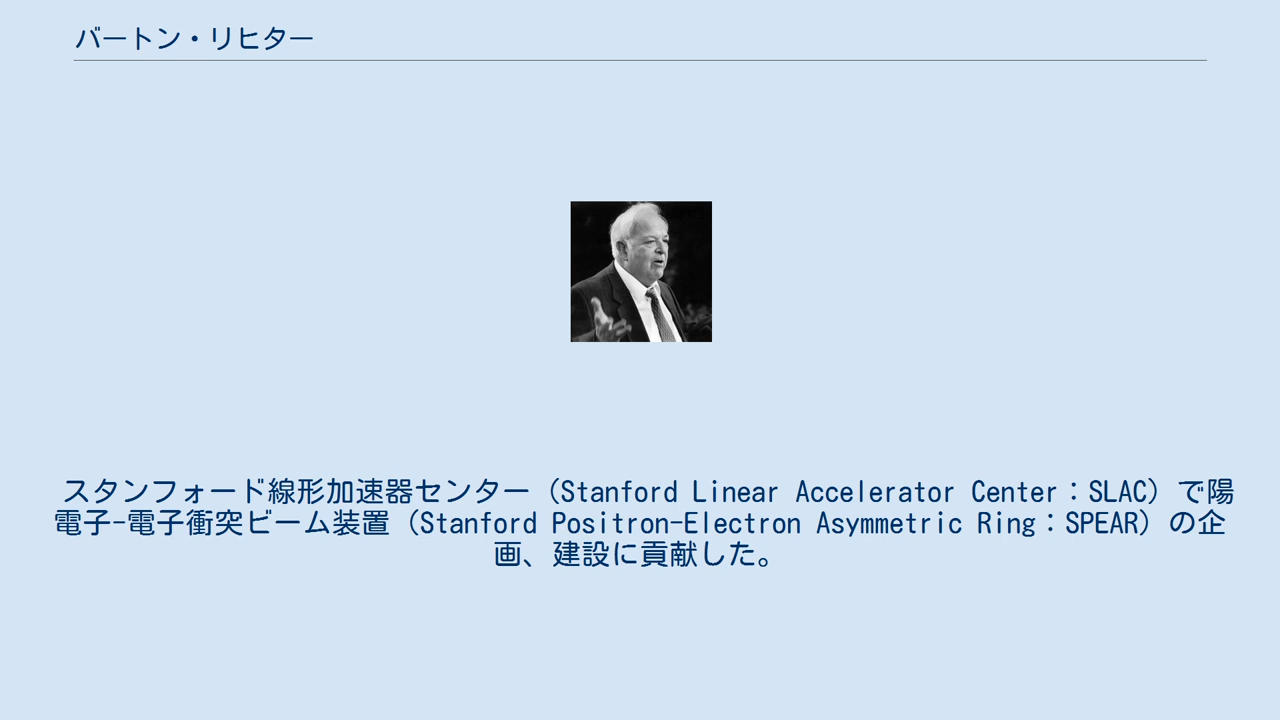 バートン・リヒター
スタンフォード線形加速器センター（Stanford Linear Accelerator Center：SLAC）で陽
電子-電子衝突ビーム装置（Stanford Positron-Electron Asymmetric Ring：SPEAR）の企
画、建設に貢献した。